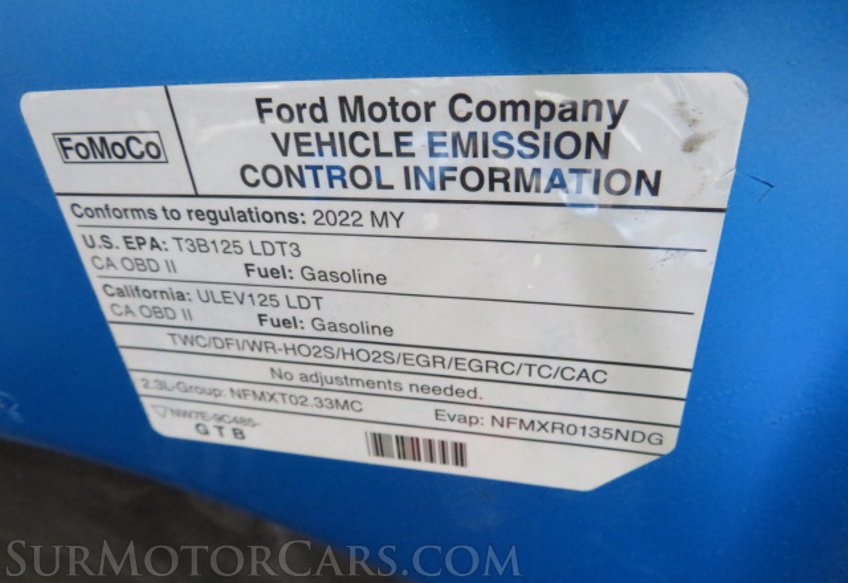 FoMoCo
Ford Motor Company
VEHICLE EMISSION
CONTROL INFORMATION
Conforms to regulations: 2022 MY
U.S. EPA: T3B125 LDT3
CA OBD II Fuel: Gasoline
California: ULEV125 LDT
CA OBD II Fuel: Gasoline
TWC/DFI/WR-HO2S/HO2S/EGR/EGRC/TC/CAC
No adjustments needed.
2.3L-Group: NFMXT02.33MC Evap: NFMXR0135NDG
NW7E-9C485-
GTB
SurMotorCars.com